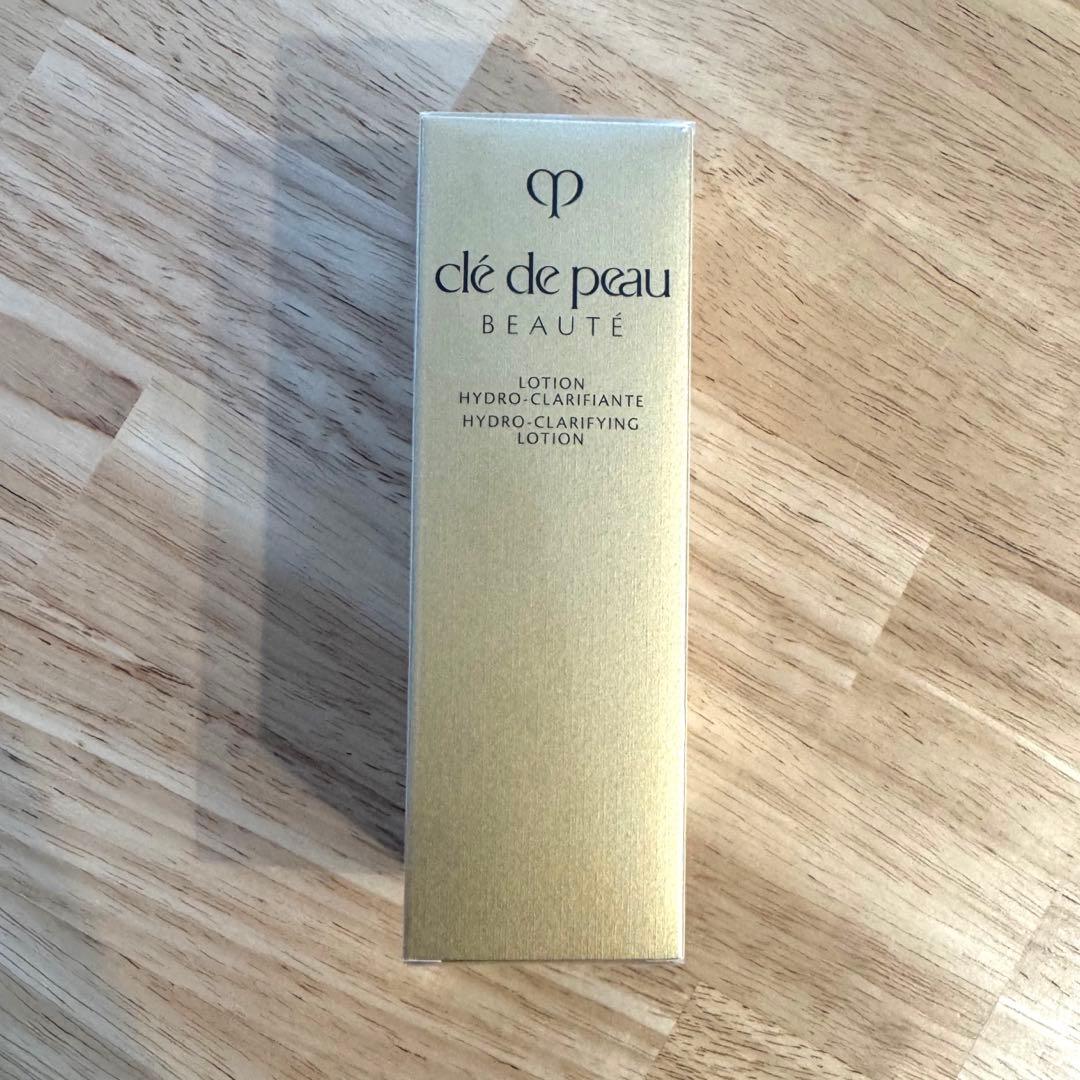 clé de peau
BEAUTÉ
LOTION
HYDRO-CLARIFIANTE
HYDRO-CLARIFYING
LOTION